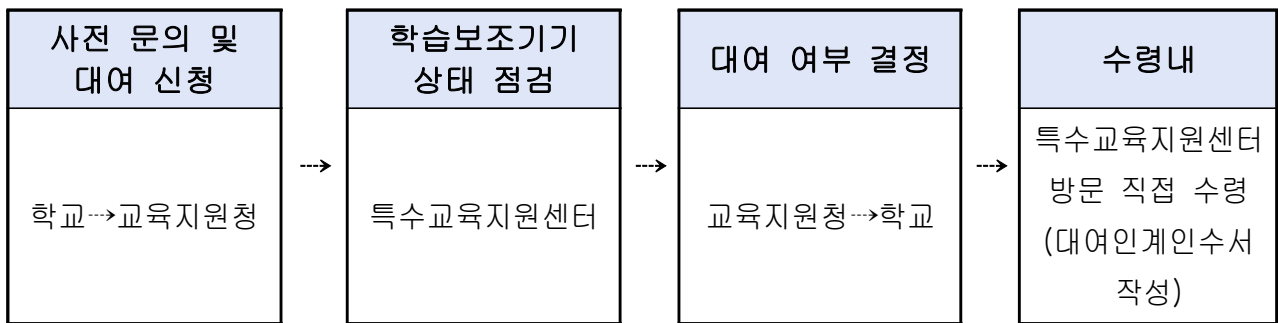 사전 문의 및
대여 신청
학교⇢교육지원청
⇢
학습보조기기
상태 점검
특수교육지원센터
⇢
대여 여부 결정
교육지원청⇢학교
⇢
수령내
특수교육지원센터
방문 직접 수령
(대여인계인수서
작성)